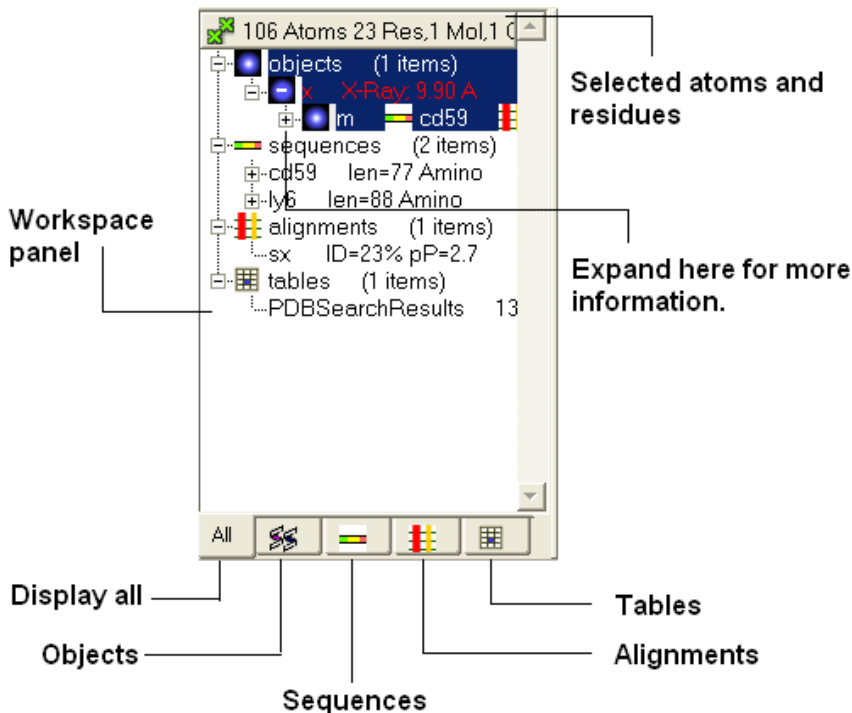 106 Atoms 23 Res,1 Mol,1
objects (1 items)
x X-Ray; 9.90 A
m cd59
sequences (2 items)
cd59 len=77 Amino
ly6 len=88 Amino
alignments (1 items)
sx ID=23% pP=2.7
tables (1 items)
PDBSearchResults 13
All
Selected atoms and
residues
Workspace
panel
Expand here for more
information.
Display all
Objects
Sequences
Tables
Alignments